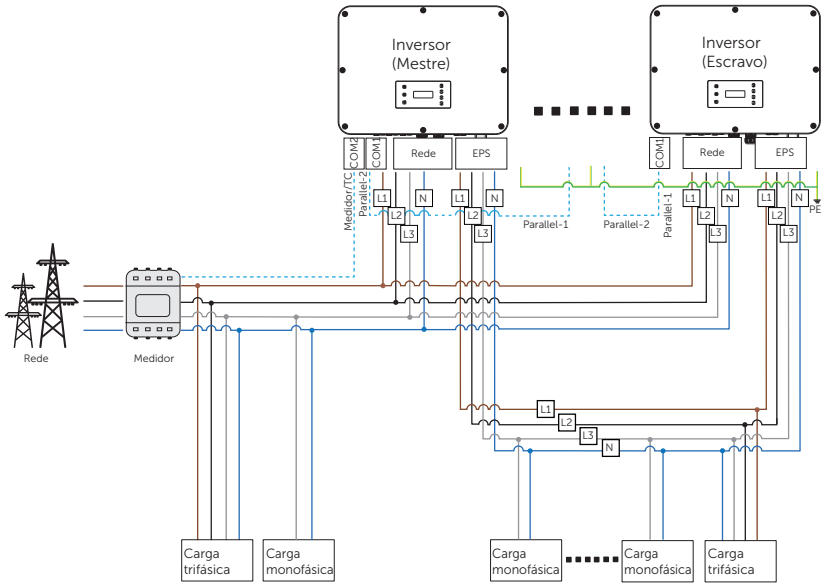 Inversor
(Mestre)
Inversor
(Escravo)
COM2
COM1
Rede
EPS
COM1
Rede
EPS
Medidor/TC
Parallel-2
L1
L2
L3
N
L1
L2
L3
N
Parallel-1
Parallel-2
Parallel-1
L1
L2
L3
N
L1
L2
L3
N
PE
Rede
Medidor
L1
L2
L3
N
Carga
trifásica
Carga
monofásica
Carga
monofásica
Carga
monofásica
Carga
trifásica